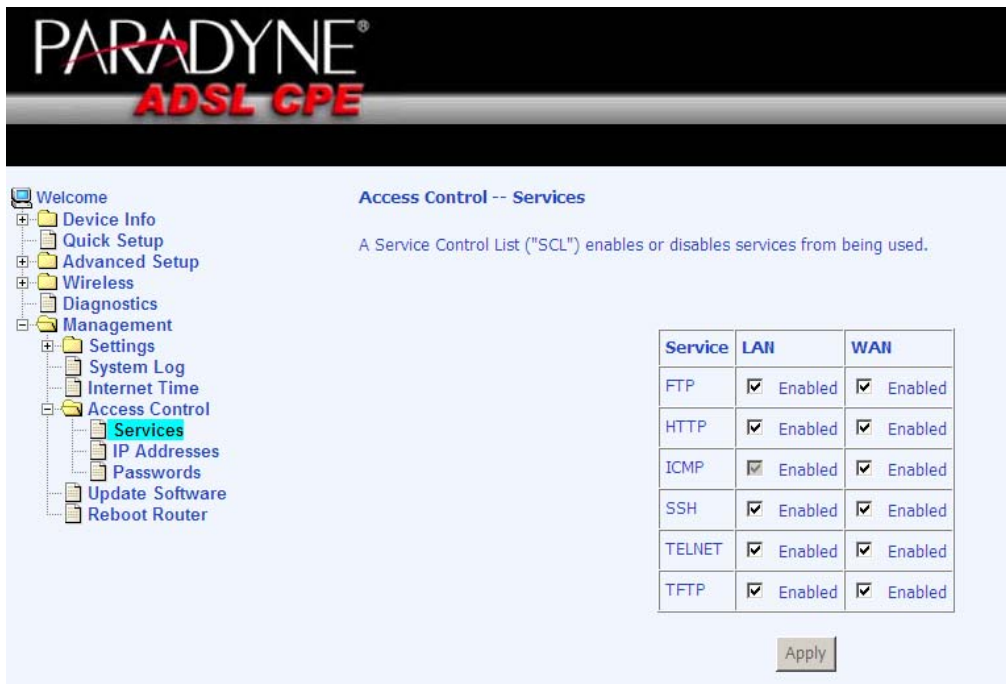 PARADYNE®
ADSL CPE
Welcome
Device Info
Quick Setup
Advanced Setup
Wireless
Diagnostics
Management
Settings
System Log
Internet Time
Access Control
Services
IP Addresses
Passwords
Update Software
Reboot Router
Access Control -- Services
A Service Control List ("SCL") enables or disables services from being used.
Service LAN WAN
FTP Enabled Enabled
HTTP Enabled Enabled
ICMP Enabled Enabled
SSH Enabled Enabled
TELNET Enabled Enabled
TFTP Enabled Enabled
Apply